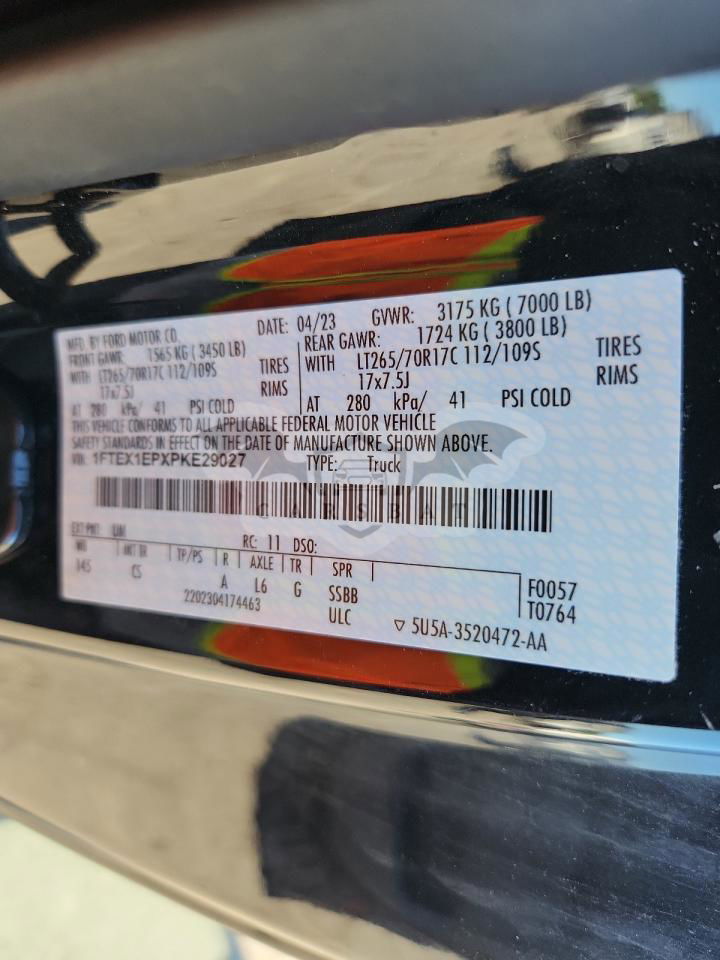 MFD. BY FORD MOTOR CO. DATE: 04/23 GVWR: 3175 KG ( 7000 LB)
FRONT GAWR: 1565 KG ( 3450 LB) REAR GAWR: 1724 KG ( 3800 LB)
WITH LT265/70R17C 112/109S TIRES WITH LT265/70R17C 112/109S TIRES
17x7.5J RIMS 17x7.5J RIMS
AT 280 kPa/ 41 PSI COLD AT 280 kPa/ 41 PSI COLD
THIS VEHICLE CONFORMS TO ALL APPLICABLE FEDERAL MOTOR VEHICLE
SAFETY STANDARDS IN EFFECT ON THE DATE OF MANUFACTURE SHOWN ABOVE.
VIN: 1FTEX1EPXPKE29027 TYPE: Truck
CARSBAT
EXT PNT: UM RC: 11 DSO:
WB INT TR TP/PS R AXLE TR SPR
145 CS A L6 G SSBB
2202304174463 ULC
F0057
T0764
▽ 5U5A-3520472-AA